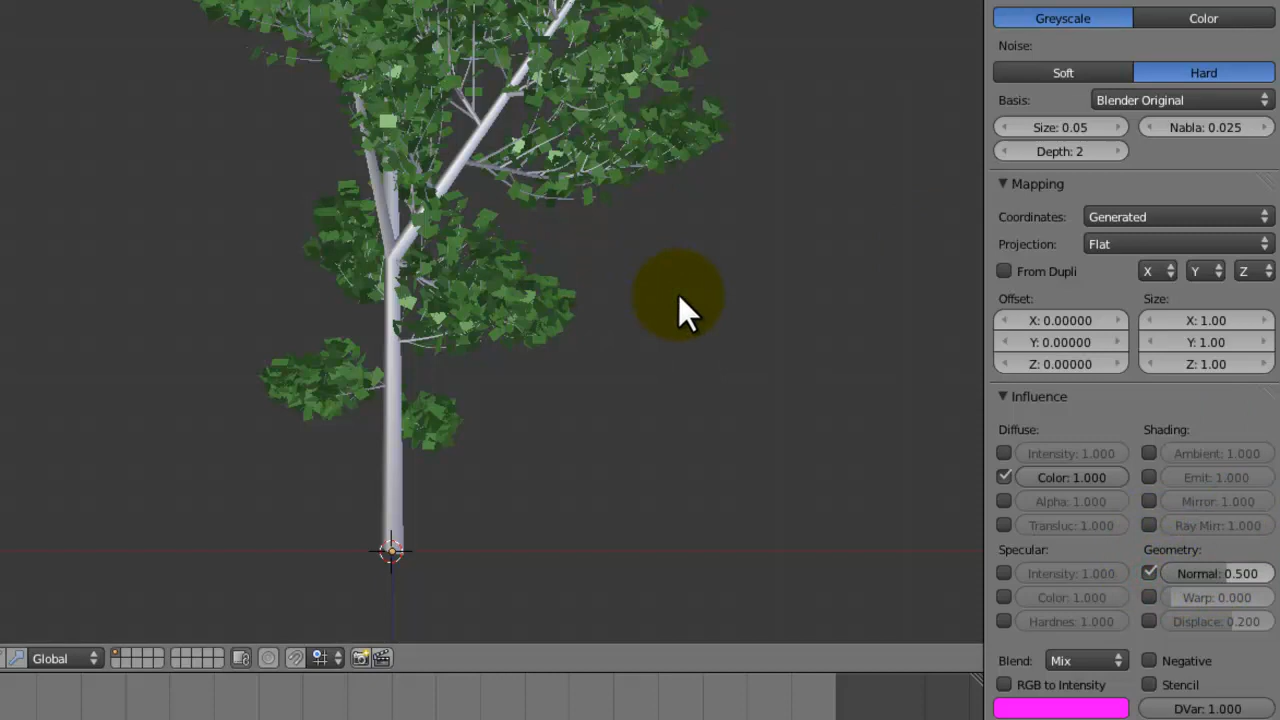 Greyscale Color
Noise:
Soft Hard
Basis: Blender Original
Size: 0.05 Nabla: 0.025
Depth: 2
Mapping
Coordinates: Generated
Projection: Flat
From Dupli X Y Z
Offset: Size:
X: 0.00000 X: 1.00
Y: 0.00000 Y: 1.00
Z: 0.00000 Z: 1.00
Influence
Diffuse: Shading:
Intensity: 1.000 Ambient: 1.000
Color: 1.000 Emit: 1.000
Alpha: 1.000 Mirror: 1.000
Transluc: 1.000 Ray Mirr: 1.000
Specular: Geometry:
Intensity: 1.000 Normal: 0.500
Color: 1.000 Warp: 0.000
Hardnes: 1.000 Displace: 0.200
Global
Blend: Mix Negative
RGB to Intensity Stencil
DVar: 1.000